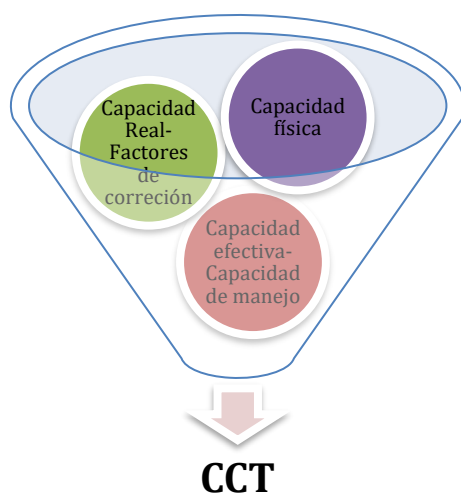 Capacidad
Real-
Factores
de
correción
Capacidad
física
Capacidad
efectiva-
Capacidad
de manejo
CCT